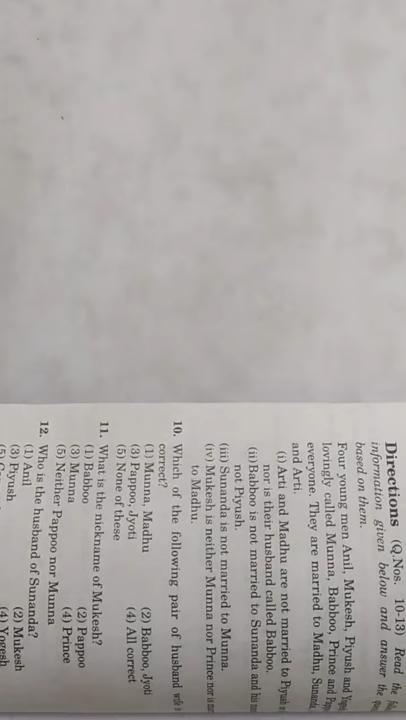 Directions (Q.Nos. 10-13) Read the
information given below and answer the
based on them.
Four young men Anil, Mukesh, Piyush and
lovingly called Munna, Babboo, Prince and
everyone. They are married to Madhu, Sunanda,
and Arti.
(i) Arti and Madhu are not married to Piyush
nor is their husband called Babboo.
(ii) Babboo is not married to Sunanda and his
not Piyush.
(iii) Sunanda is not married to Munna.
(iv) Mukesh is neither Munna nor Prince nor is
to Madhu.
10. Which of the following pair of husband wife is
correct?
(1) Munna, Madhu (2) Babboo, Jyoti
(3) Pappoo, Jyoti (4) All correct
(5) None of these
11. What is the nickname of Mukesh?
(1) Babboo (2) Pappoo
(3) Munna (4) Prince
(5) Neither Pappoo nor Munna
12. Who is the husband of Sunanda?
(1) Anil (2) Mukesh
(3) Piyush (4) Yogesh
(5)